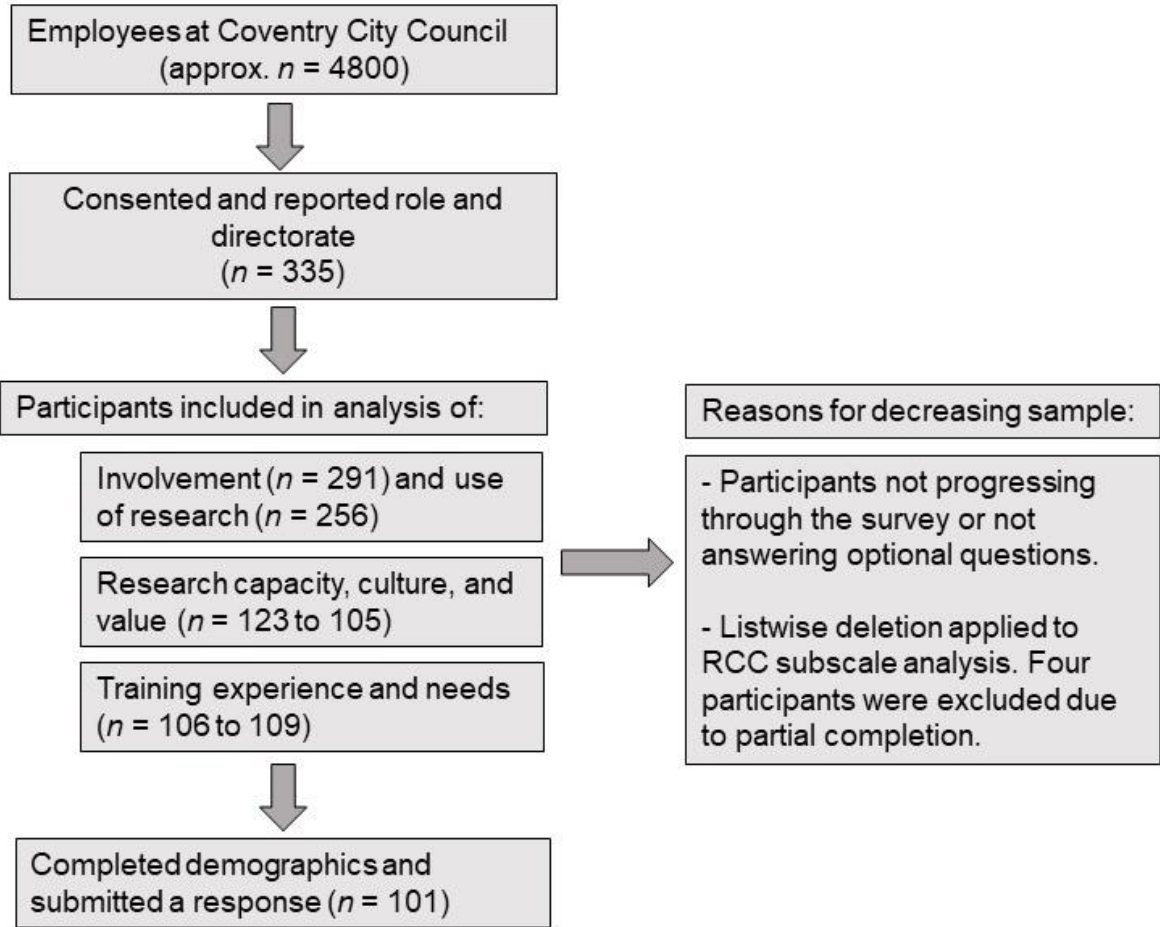 Employees at Coventry City Council
(approx. n = 4800)
Consented and reported role and
directorate
(n = 335)
Participants included in analysis of:
Involvement (n = 291) and use
of research (n = 256)
Research capacity, culture, and
value (n = 123 to 105)
Training experience and needs
(n = 106 to 109)
Reasons for decreasing sample:
- Participants not progressing
through the survey or not
answering optional questions.
- Listwise deletion applied to
RCC subscale analysis. Four
participants were excluded due
to partial completion.
Completed demographics and
submitted a response (n = 101)